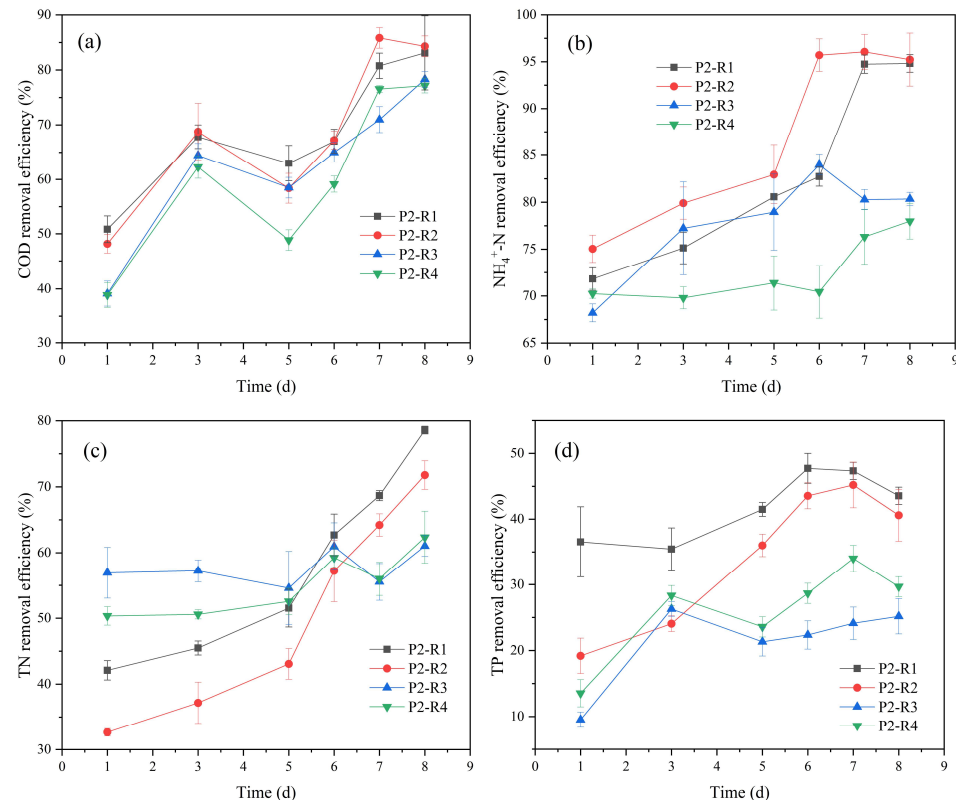 (a)
COD removal efficiency (%)
90
80
70
60
50
40
30
P2-R1
P2-R2
P2-R3
P2-R4
0 1 2 3 4 5 6 7 8 9
Time (d)
(b)
NH₄⁺-N removal efficiency (%)
100
95
90
85
80
75
70
65
P2-R1
P2-R2
P2-R3
P2-R4
0 1 2 3 4 5 6 7 8 9
Time (d)
(c)
TN removal efficiency (%)
80
70
60
50
40
30
P2-R1
P2-R2
P2-R3
P2-R4
0 1 2 3 4 5 6 7 8 9
Time (d)
(d)
TP removal efficiency (%)
50
40
30
20
10
P2-R1
P2-R2
P2-R3
P2-R4
0 1 2 3 4 5 6 7 8 9
Time (d)